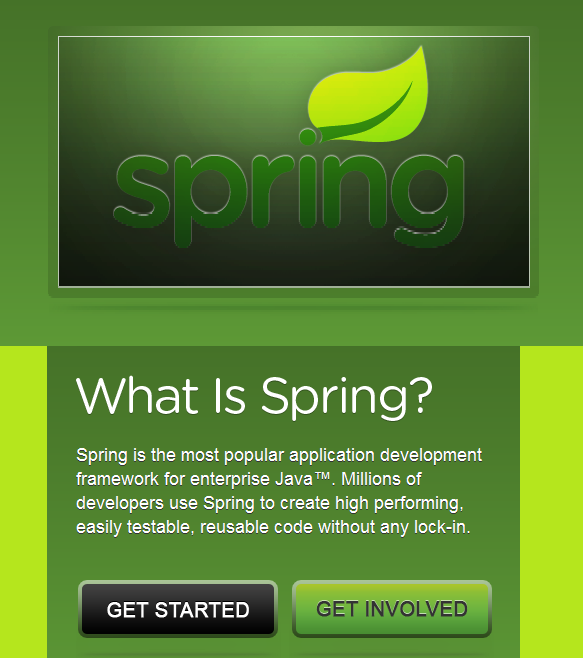 spring
What Is Spring?
Spring is the most popular application development
framework for enterprise Java™. Millions of
developers use Spring to create high performing,
easily testable, reusable code without any lock-in.
GET STARTED
GET INVOLVED